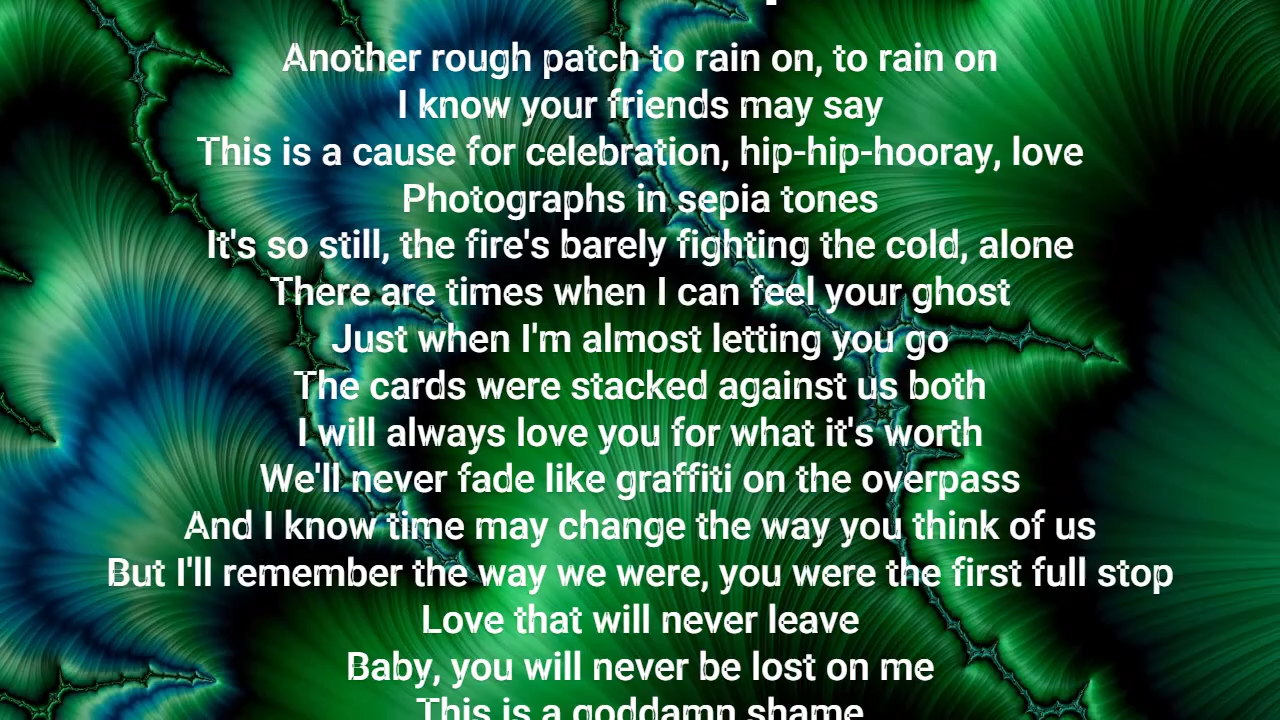 Another rough patch to rain on, to rain on
I know your friends may say
This is a cause for celebration, hip-hip-hooray, love
Photographs in sepia tones
It's so still, the fire's barely fighting the cold, alone
There are times when I can feel your ghost
Just when I'm almost letting you go
The cards were stacked against us both
I will always love you for what it's worth
We'll never fade like graffiti on the overpass
And I know time may change the way you think of us
But I'll remember the way we were, you were the first full stop
Love that will never leave
Baby, you will never be lost on me
This is a goddamn shame